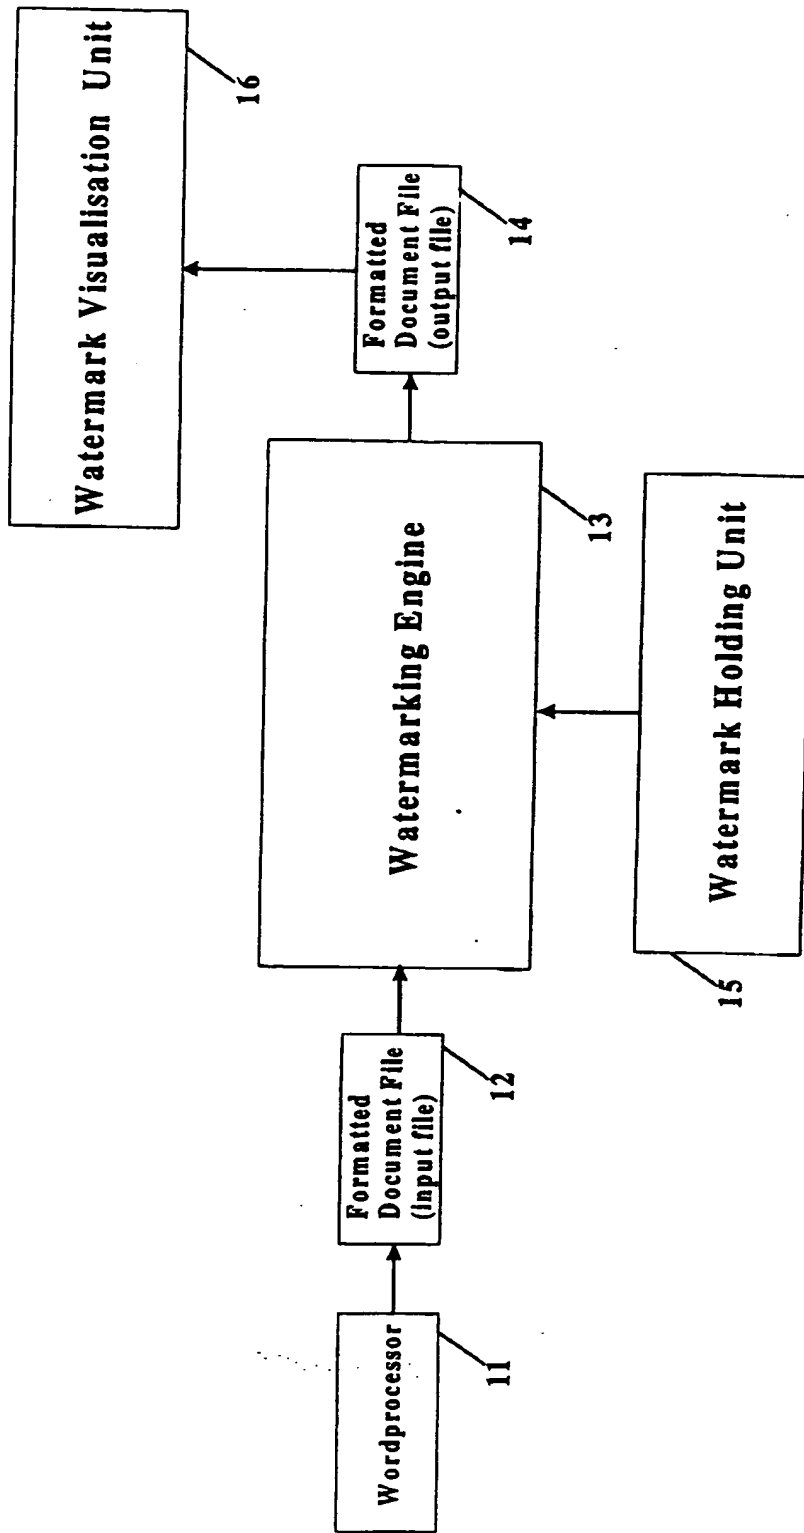 Wordprocessor
11
Formatted
Document File
(input file)
12
Watermarking Engine
13
Watermark Holding Unit
15
Formatted
Document File
(output file)
14
Watermark Visualisation Unit
16